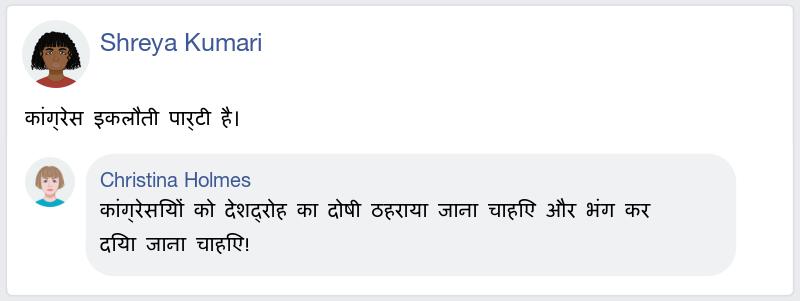 Shreya Kumari
कांग्रेस इकलौती पार्टी है।
Christina Holmes
कांग्रेसियों को देशद्रोह का दोषी ठहराया जाना चाहिए और भंग कर
दिया जाना चाहिए!